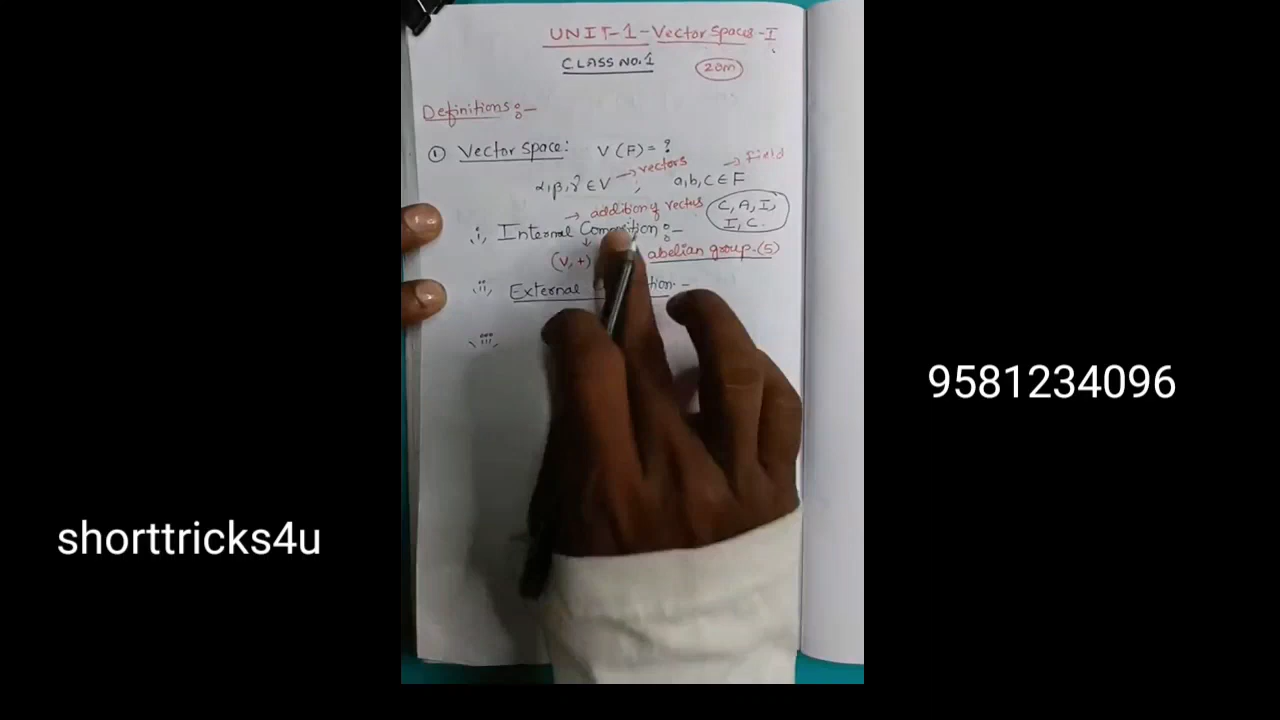 UNIT-1-Vector Spaces-I
CLASS NO.1
20m
Definitions:-
① Vector space: V(F)=?
α,β,γ ∈ V → vectors ; a,b,c ∈ F → field
→ addition of vectors
C, A, I,
I, C.
i, Internal Composition:-
↓
(V, +) abelian group.(5)
ii, External :-
iii,
9581234096
shorttricks4u